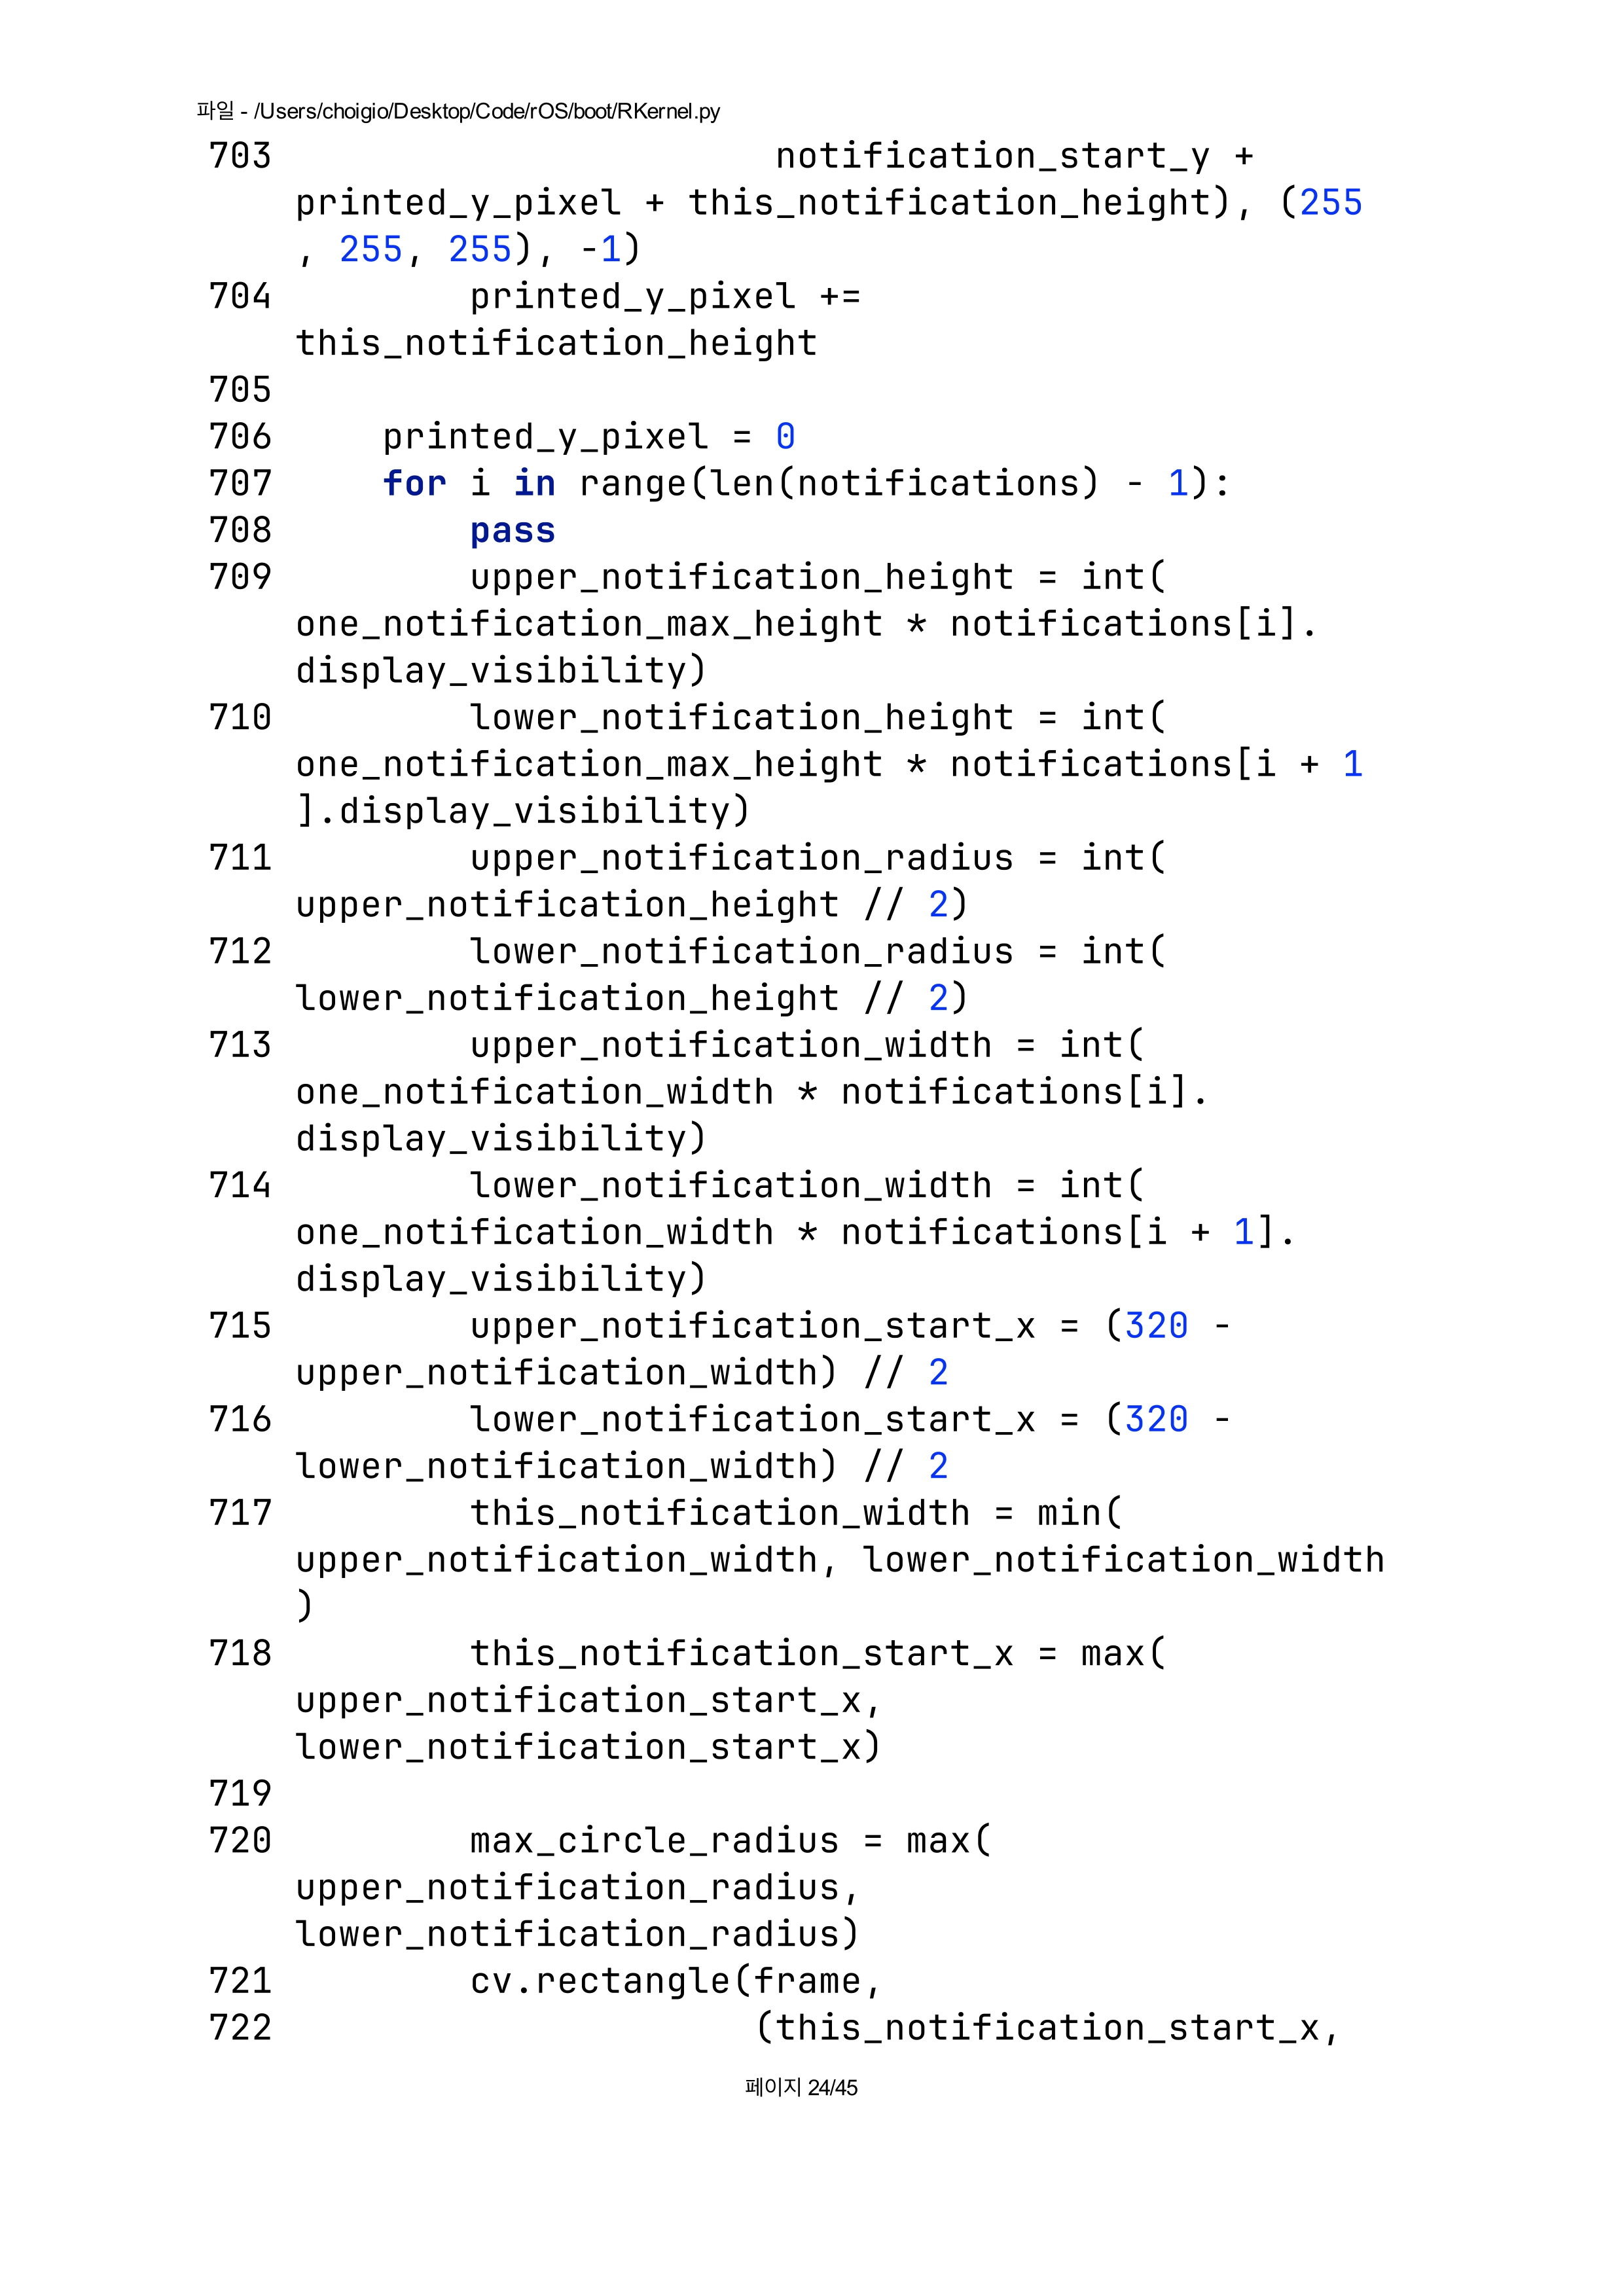 파일 - /Users/choigio/Desktop/Code/rOS/boot/RKernel.py
703                       notification_start_y +
    printed_y_pixel + this_notification_height), (255
    , 255, 255), -1)
704         printed_y_pixel +=
    this_notification_height
705
706     printed_y_pixel = 0
707     for i in range(len(notifications) - 1):
708         pass
709         upper_notification_height = int(
    one_notification_max_height * notifications[i].
    display_visibility)
710         lower_notification_height = int(
    one_notification_max_height * notifications[i + 1
    ].display_visibility)
711         upper_notification_radius = int(
    upper_notification_height // 2)
712         lower_notification_radius = int(
    lower_notification_height // 2)
713         upper_notification_width = int(
    one_notification_width * notifications[i].
    display_visibility)
714         lower_notification_width = int(
    one_notification_width * notifications[i + 1].
    display_visibility)
715         upper_notification_start_x = (320 -
    upper_notification_width) // 2
716         lower_notification_start_x = (320 -
    lower_notification_width) // 2
717         this_notification_width = min(
    upper_notification_width, lower_notification_width
    )
718         this_notification_start_x = max(
    upper_notification_start_x,
    lower_notification_start_x)
719
720         max_circle_radius = max(
    upper_notification_radius,
    lower_notification_radius)
721         cv.rectangle(frame,
722                      (this_notification_start_x,
페이지 24/45